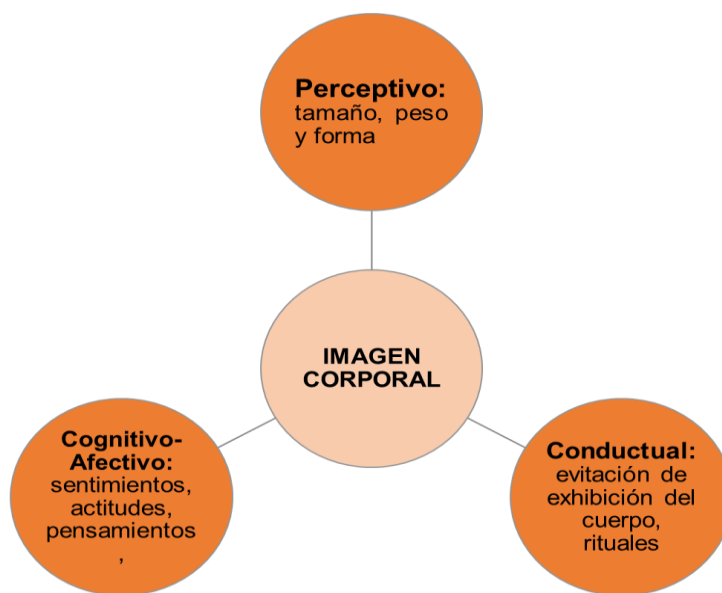 Perceptivo:
tamaño, peso
y forma
IMAGEN
CORPORAL
Cognitivo-
Afectivo:
sentimientos,
actitudes,
pensamientos
,
Conductual:
evitación de
exhibición del
cuerpo,
rituales